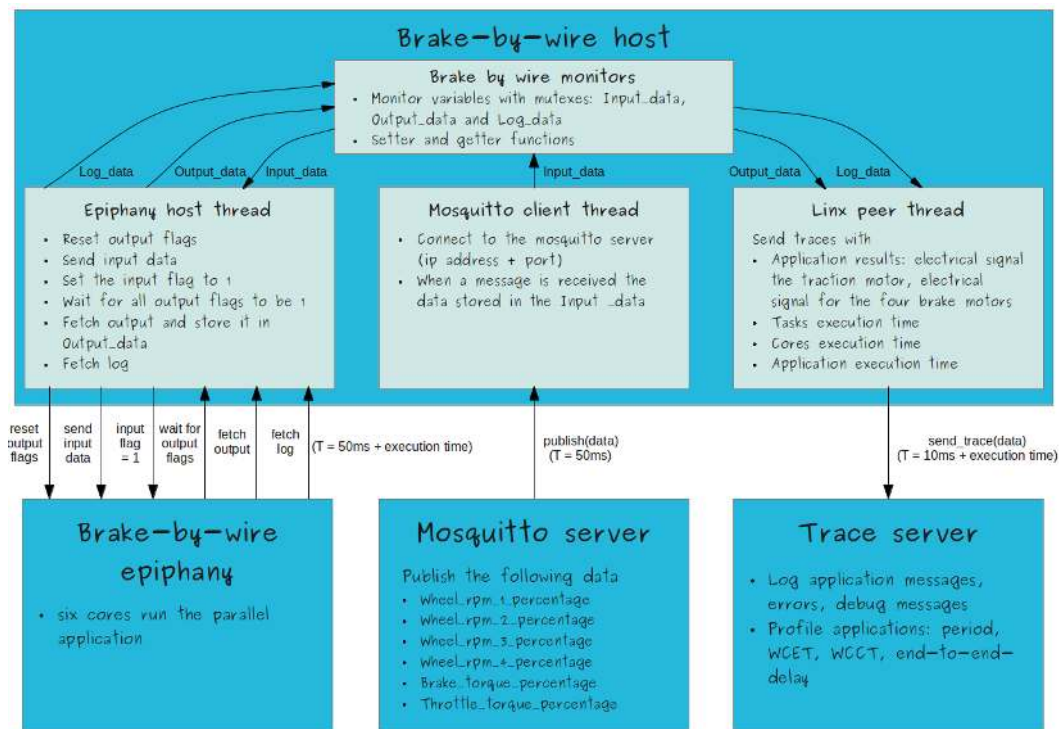 Brake-by-wire host
Brake by wire monitors
• Monitor variables with mutexes: Input_data,
Output_data and Log_data
• Setter and getter functions
Log_data
Output_data
Input_data
Input_data
Output_data
Log_data
Epiphany host thread
• Reset output flags
• Send input data
• Set the input flag to 1
• Wait for all output flags to be 1
• Fetch output and store it in
Output_data
• Fetch log
Mosquitto client thread
• Connect to the mosquitto server
(ip address + port)
• When a message is received the
data stored in the Input _data
Linx peer thread
Send traces with
• Application results: electrical signal
the traction motor, electrical
signal for the four brake motors
• Tasks execution time
• Cores execution time
• Application execution time
reset
output
flags
send
input
data
input
flag
= 1
wait for
output
flags
fetch
output
fetch
log
(T = 50ms + execution time)
publish(data)
(T = 50ms)
send_trace(data)
(T = 10ms + execution time)
Brake-by-wire
epiphany
• six cores run the parallel
application
Mosquitto server
Publish the following data
• Wheel_rpm_1_percentage
• Wheel_rpm_2_percentage
• Wheel_rpm_3_percentage
• Wheel_rpm_4_percentage
• Brake_torque_percentage
• Throttle_torque_percentage
Trace server
• Log application messages,
errors, debug messages
• Profile applications: period,
WCET, WCCT, end-to-end-
delay